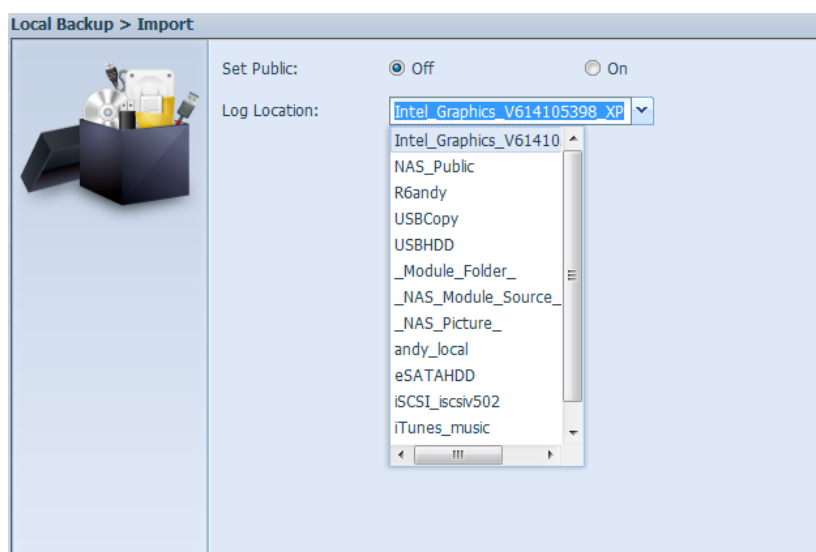 Local Backup > Import
Set Public: Off On
Log Location: Intel_Graphics_V614105398_XP
Intel_Graphics_V61410
NAS_Public
R6andy
USBCopy
USBHDD
_Module_Folder_
_NAS_Module_Source_
_NAS_Picture_
andy_local
eSATAHDD
iSCSI_iscsiv502
iTunes_music